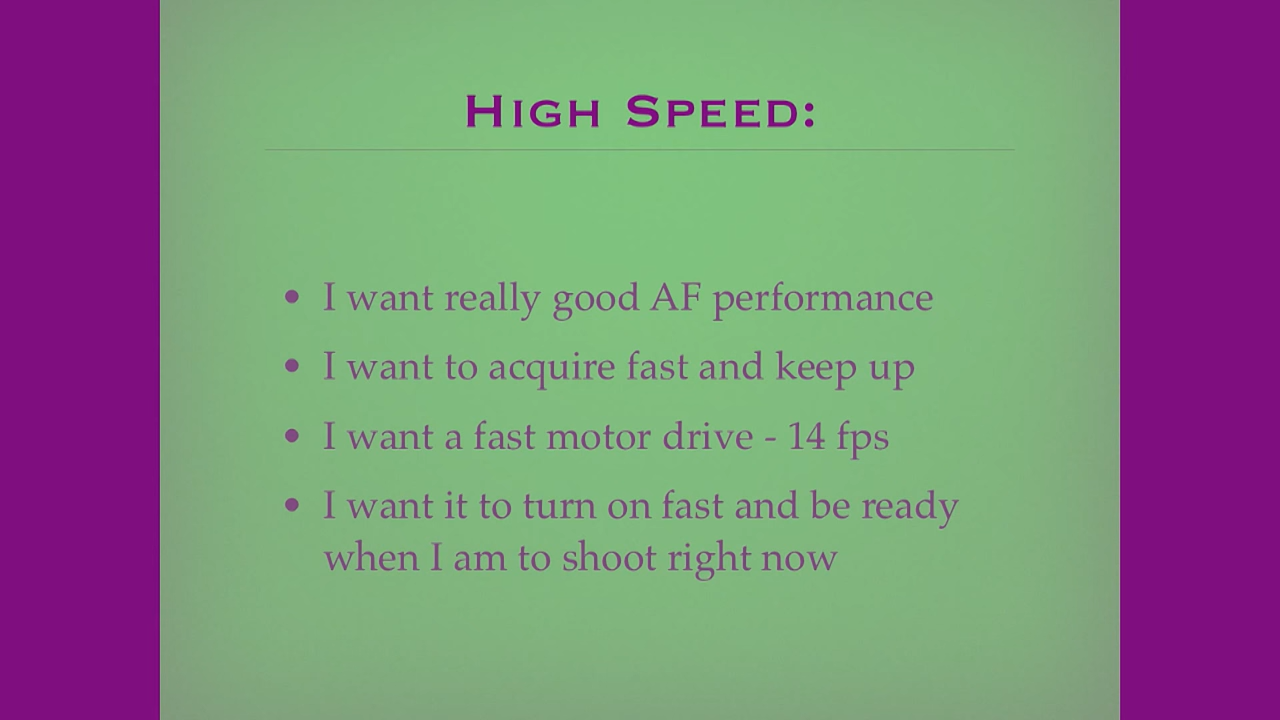 High Speed:
• I want really good AF performance
• I want to acquire fast and keep up
• I want a fast motor drive - 14 fps
• I want it to turn on fast and be ready
when I am to shoot right now